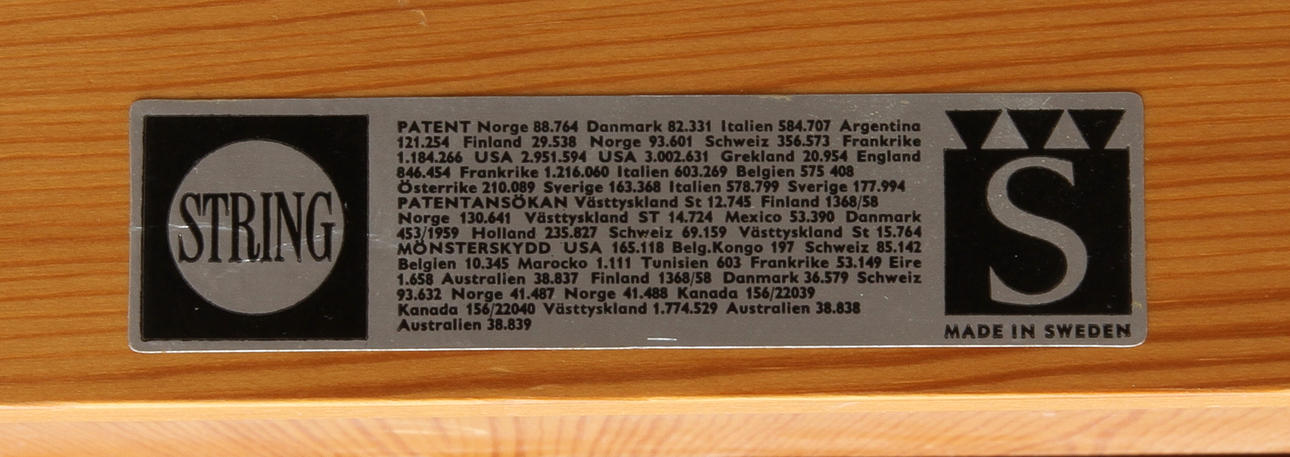 STRING
PATENT Norge 88.764 Danmark 82.331 Italien 584.707 Argentina
121.254 Finland 29.538 Norge 93.601 Schweiz 356.573 Frankrike
1.184.266 USA 2.951.594 USA 3.002.631 Grekland 20.954 England
846.454 Frankrike 1.216.060 Italien 603.269 Belgien 575 408
Österrike 210.089 Sverige 163.368 Italien 578.799 Sverige 177.994
PATENTANSÖKAN Västtyskland St 12.745 Finland 1368/58
Norge 130.641 Västtyskland ST 14.724 Mexico 53.390 Danmark
453/1959 Holland 235.827 Schweiz 69.159 Västtyskland St 15.764
MÖNSTERSKYDD USA 165.118 Belg.Kongo 197 Schweiz 85.142
Belgien 10.345 Marocko 1.111 Tunisien 603 Frankrike 53.149 Eire
1.658 Australien 38.837 Finland 1368/58 Danmark 36.579 Schweiz
93.632 Norge 41.487 Norge 41.488 Kanada 156/22039
Kanada 156/22040 Västtyskland 1.774.529 Australien 38.838
Australien 38.839
S
MADE IN SWEDEN